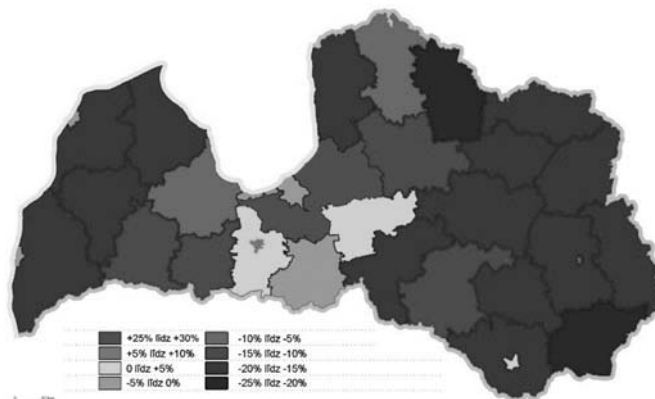 +25% līdz +30%
+5% līdz +10%
0 līdz +5%
-5% līdz 0%
-10% līdz -5%
-15% līdz -10%
-20% līdz -15%
-25% līdz -20%